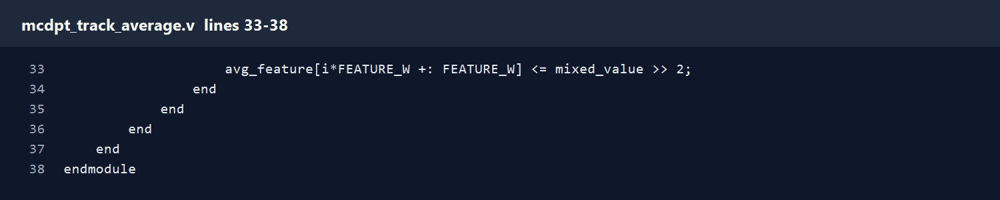 mcdpt_track_average.v lines 33-38
33 avg_feature[i*FEATURE_W +: FEATURE_W] <= mixed_value >> 2;
34 end
35 end
36 end
37 end
38 endmodule